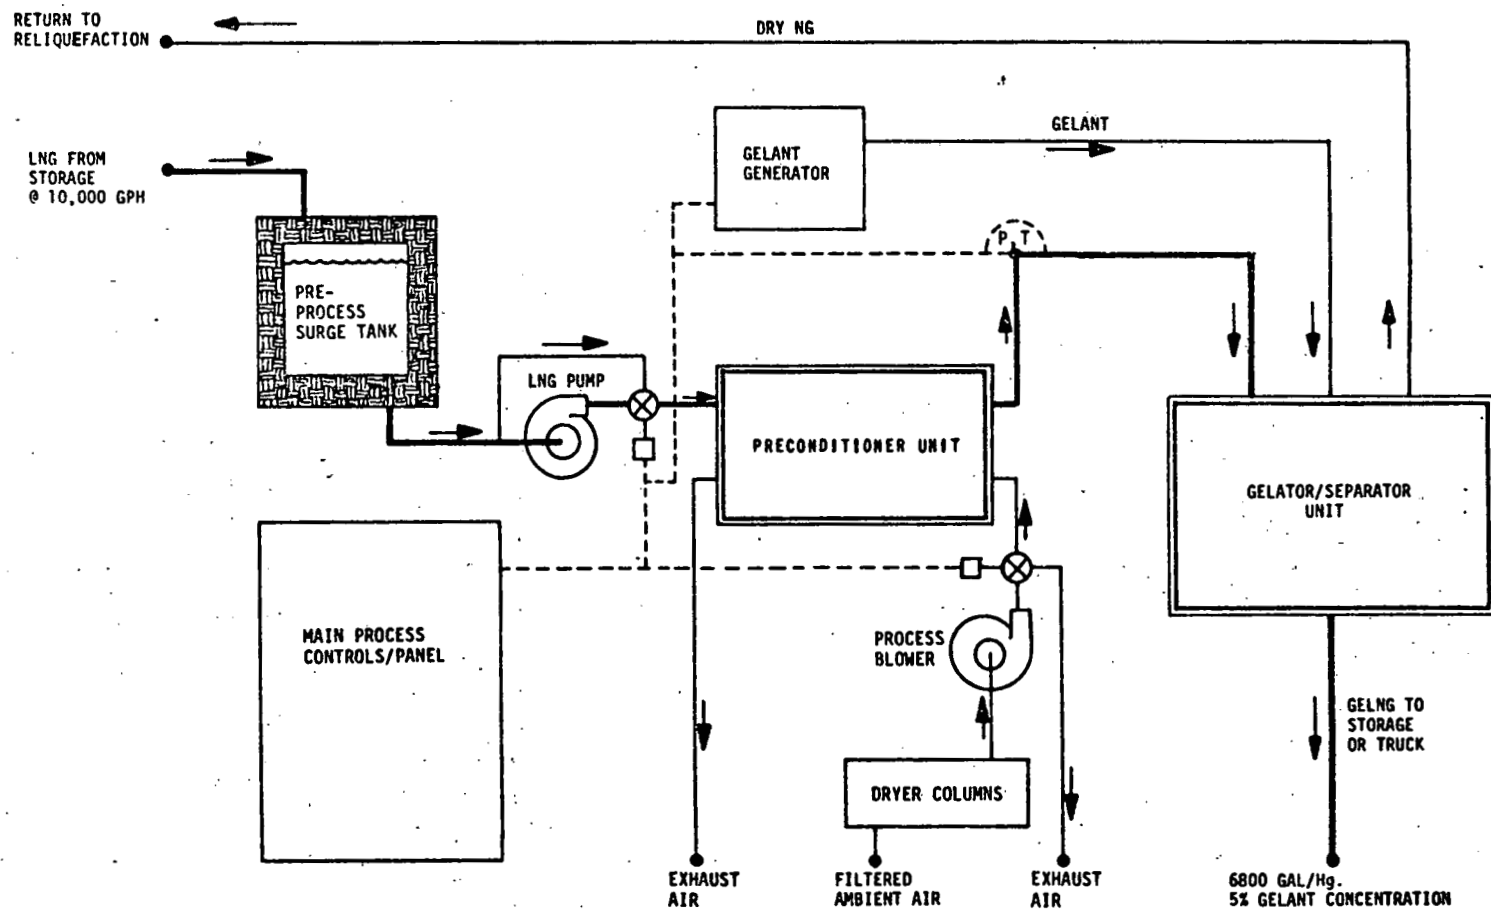 RETURN TO
RELIQUEFACTION
DRY NG
LNG FROM
STORAGE
@ 10,000 GPH
GELANT
GENERATOR
GELANT
P, T
PRE-
PROCESS
SURGE TANK
LNG PUMP
PRECONDITIONER UNIT
GELATOR/SEPARATOR
UNIT
MAIN PROCESS
CONTROLS/PANEL
PROCESS
BLOWER
DRYER COLUMNS
GELNG TO
STORAGE
OR TRUCK
EXHAUST
AIR
FILTERED
AMBIENT AIR
EXHAUST
AIR
6800 GAL/Hg.
5% GELANT CONCENTRATION